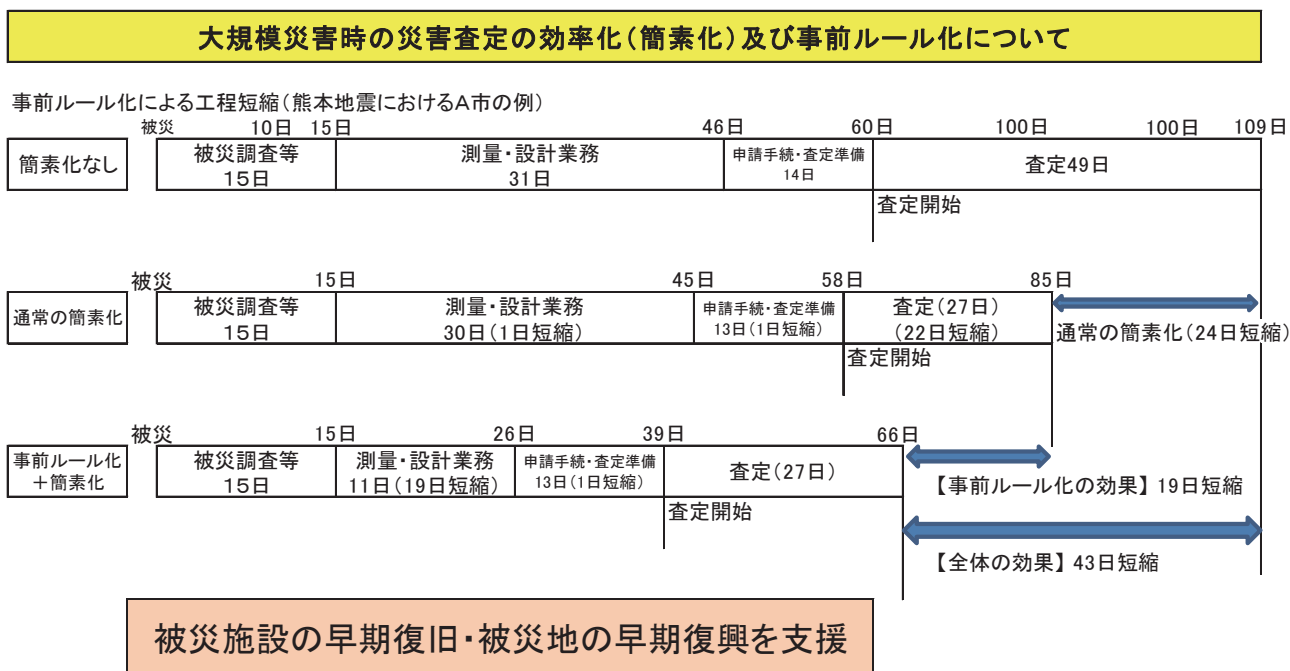 大規模災害時の災害査定の効率化(簡素化)及び事前ルール化について
事前ルール化による工程短縮(熊本地震におけるA市の例)
被災 10日 15日 46日 60日 100日 100日 109日
簡素化なし
被災調査等
15日
測量・設計業務
31日
申請手続・査定準備
14日
査定49日
査定開始
被災 15日 45日 58日 85日
通常の簡素化
被災調査等
15日
測量・設計業務
30日(1日短縮)
申請手続・査定準備
13日(1日短縮)
査定(27日)
(22日短縮)
通常の簡素化(24日短縮)
査定開始
被災 15日 26日 39日 66日
事前ルール化
+簡素化
被災調査等
15日
測量・設計業務
11日(19日短縮)
申請手続・査定準備
13日(1日短縮)
査定(27日)
【事前ルール化の効果】 19日短縮
査定開始
【全体の効果】 43日短縮
被災施設の早期復旧・被災地の早期復興を支援